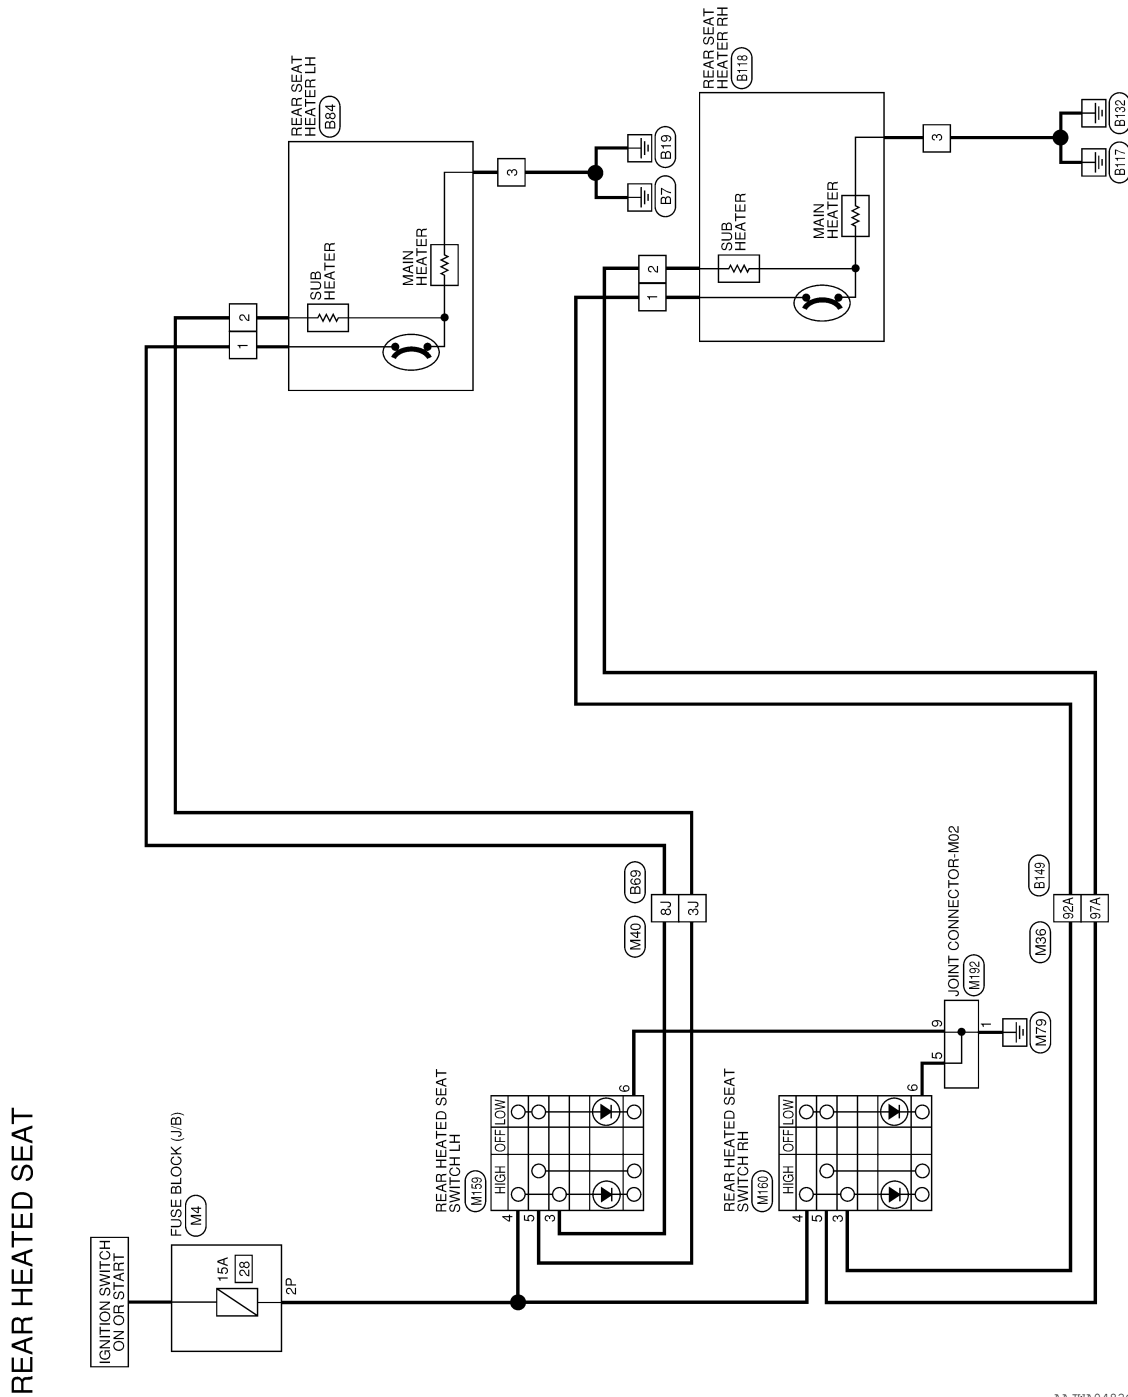 REAR HEATED SEAT
IGNITION SWITCH
ON OR START
FUSE BLOCK (J/B)
M4
15A
28
2P
REAR HEATED SEAT
SWITCH LH
M159
HIGH
OFF
LOW
4
5
3
6
REAR HEATED SEAT
SWITCH RH
M160
HIGH
OFF
LOW
4
5
3
6
JOINT CONNECTOR-M02
M192
9
5
1
M79
M40
B69
8J
3J
M36
B149
92A
97A
REAR SEAT
HEATER LH
B84
1
2
SUB
HEATER
MAIN
HEATER
3
B7
B19
REAR SEAT
HEATER RH
B118
1
2
SUB
HEATER
MAIN
HEATER
3
B117
B132